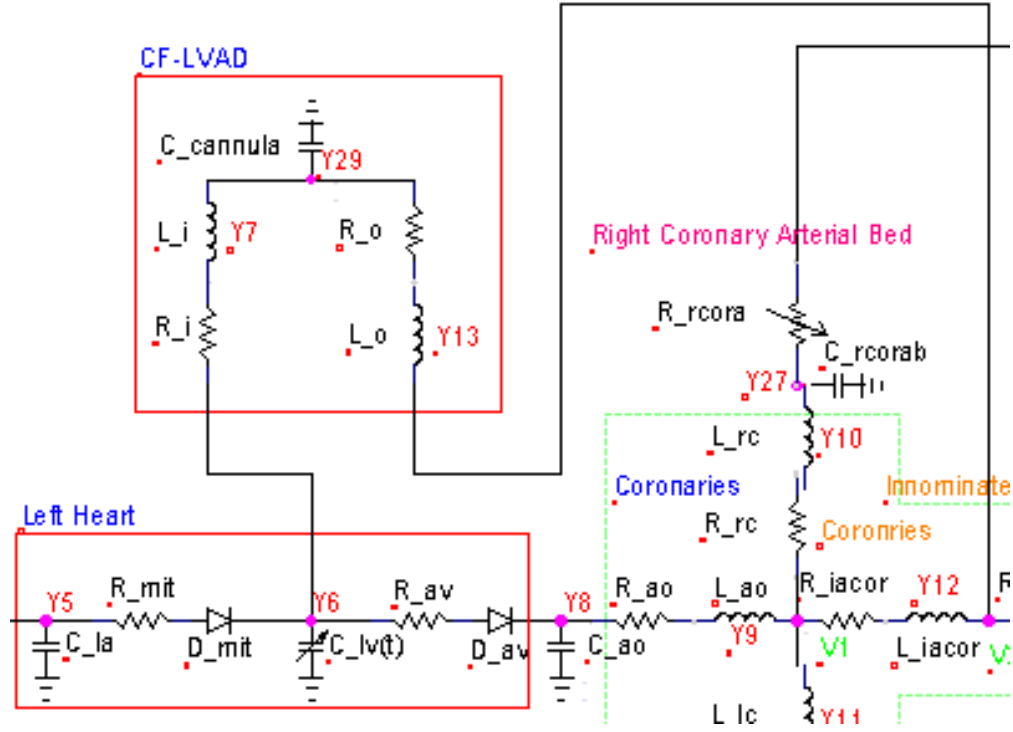 CF-LVAD
C_cannula
Y29
L_i
Y7
R_o
Right Coronary Arterial Bed
R_i
L_o
Y13
R_rcora
C_rcorab
Y27
L_rc
Y10
Coronaries
Innominate
R_rc
Coronries
Left Heart
Y5
R_mit
Y6
R_av
Y8
R_ao
L_ao
R_iacor
Y12
R
C_la
D_mit
C_lv(t)
D_av
C_ao
Y9
V1
L_iacor
L_lc
Y11